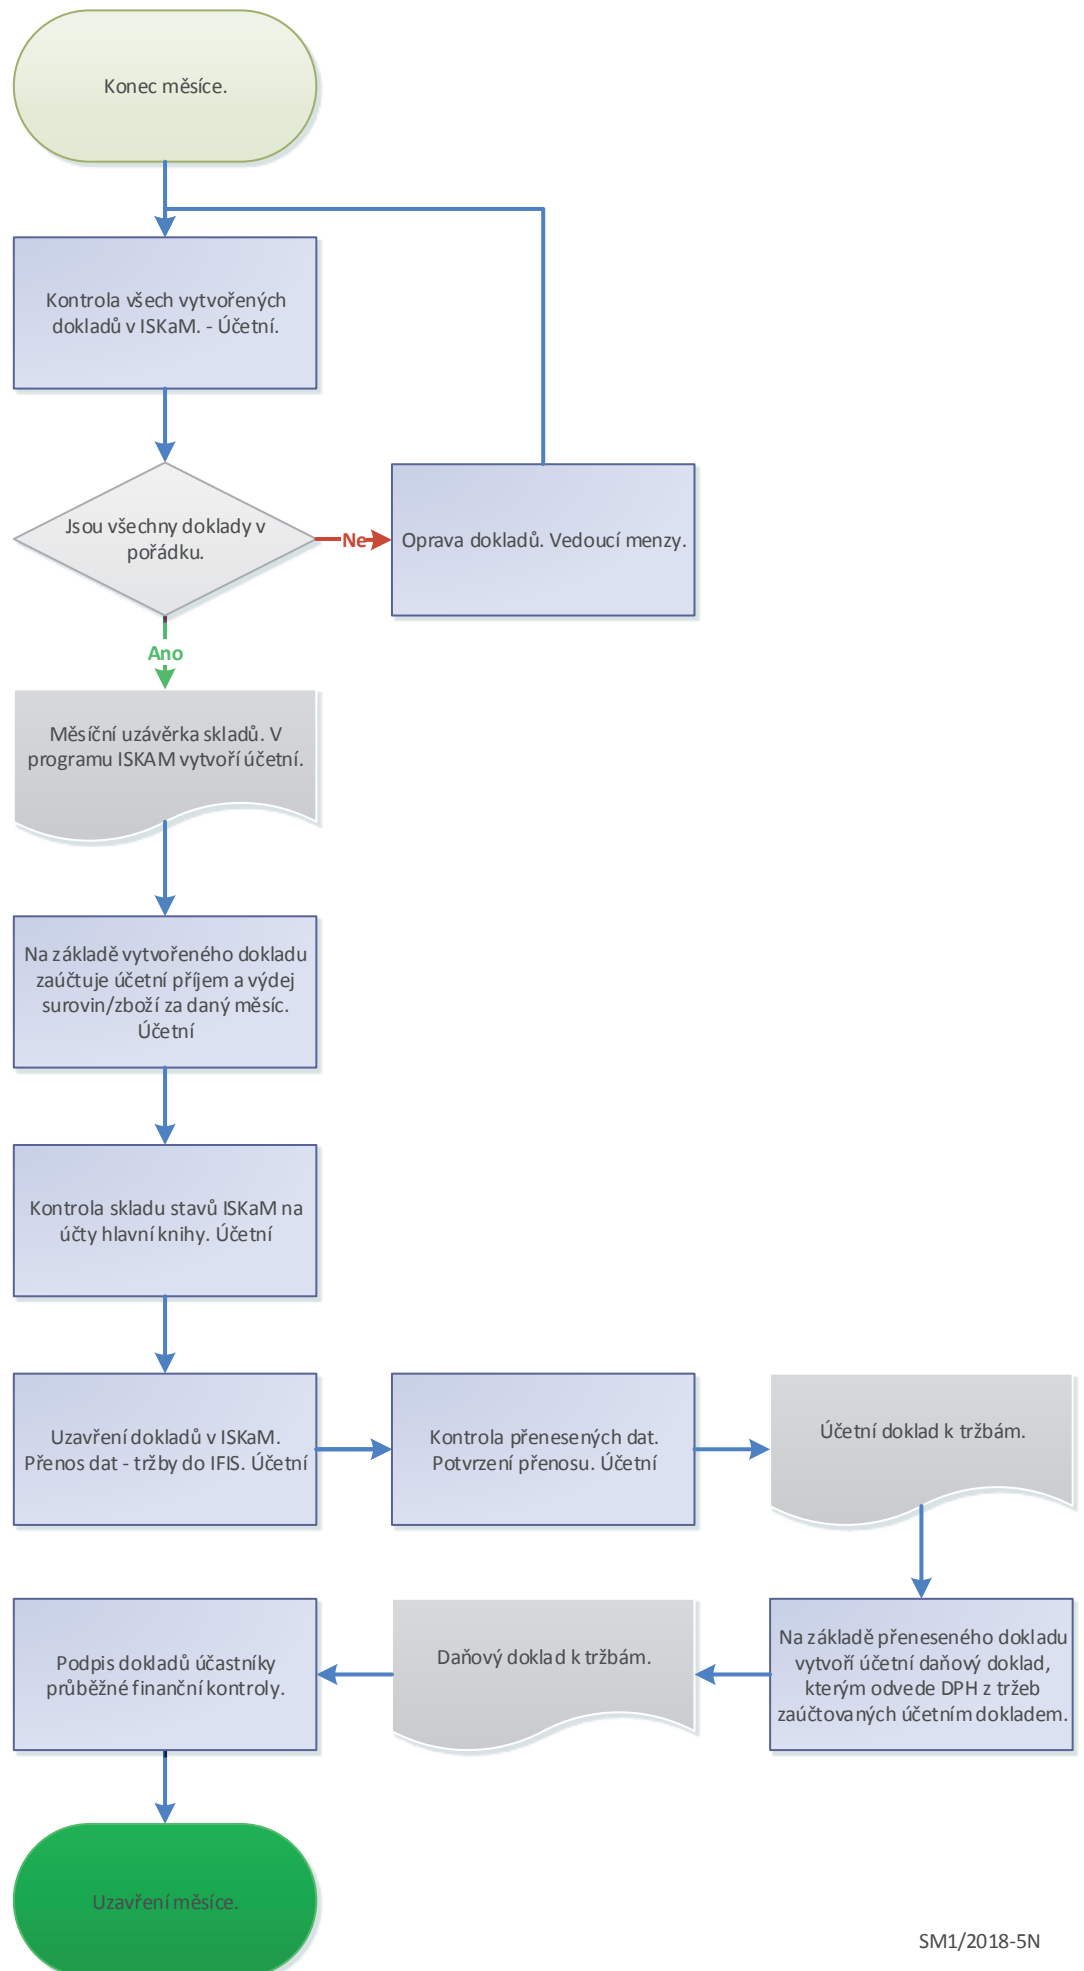 Konec měsíce.
Kontrola všech vytvořených
dokladů v ISKaM. - Účetní.
Jsou všechny doklady v
pořádku.
Ne
Oprava dokladů. Vedoucí menzy.
Ano
Měsíční uzávěrka skladů. V
programu ISKAM vytvoří účetní.
Na základě vytvořeného dokladu
zaúčtuje účetní příjem a výdej
surovin/zboží za daný měsíc.
Účetní
Kontrola skladu stavů ISKaM na
účty hlavní knihy. Účetní
Uzavření dokladů v ISKaM.
Přenos dat - tržby do IFIS. Účetní
Kontrola přenesených dat.
Potvrzení přenosu. Účetní
Účetní doklad k tržbám.
Na základě přeneseného dokladu
vytvoří účetní daňový doklad,
kterým odvede DPH z tržeb
zaúčtovaných účetním dokladem.
Daňový doklad k tržbám.
Podpis dokladů účastníky
průběžné finanční kontroly.
Uzavření měsíce.
SM1/2018-5N